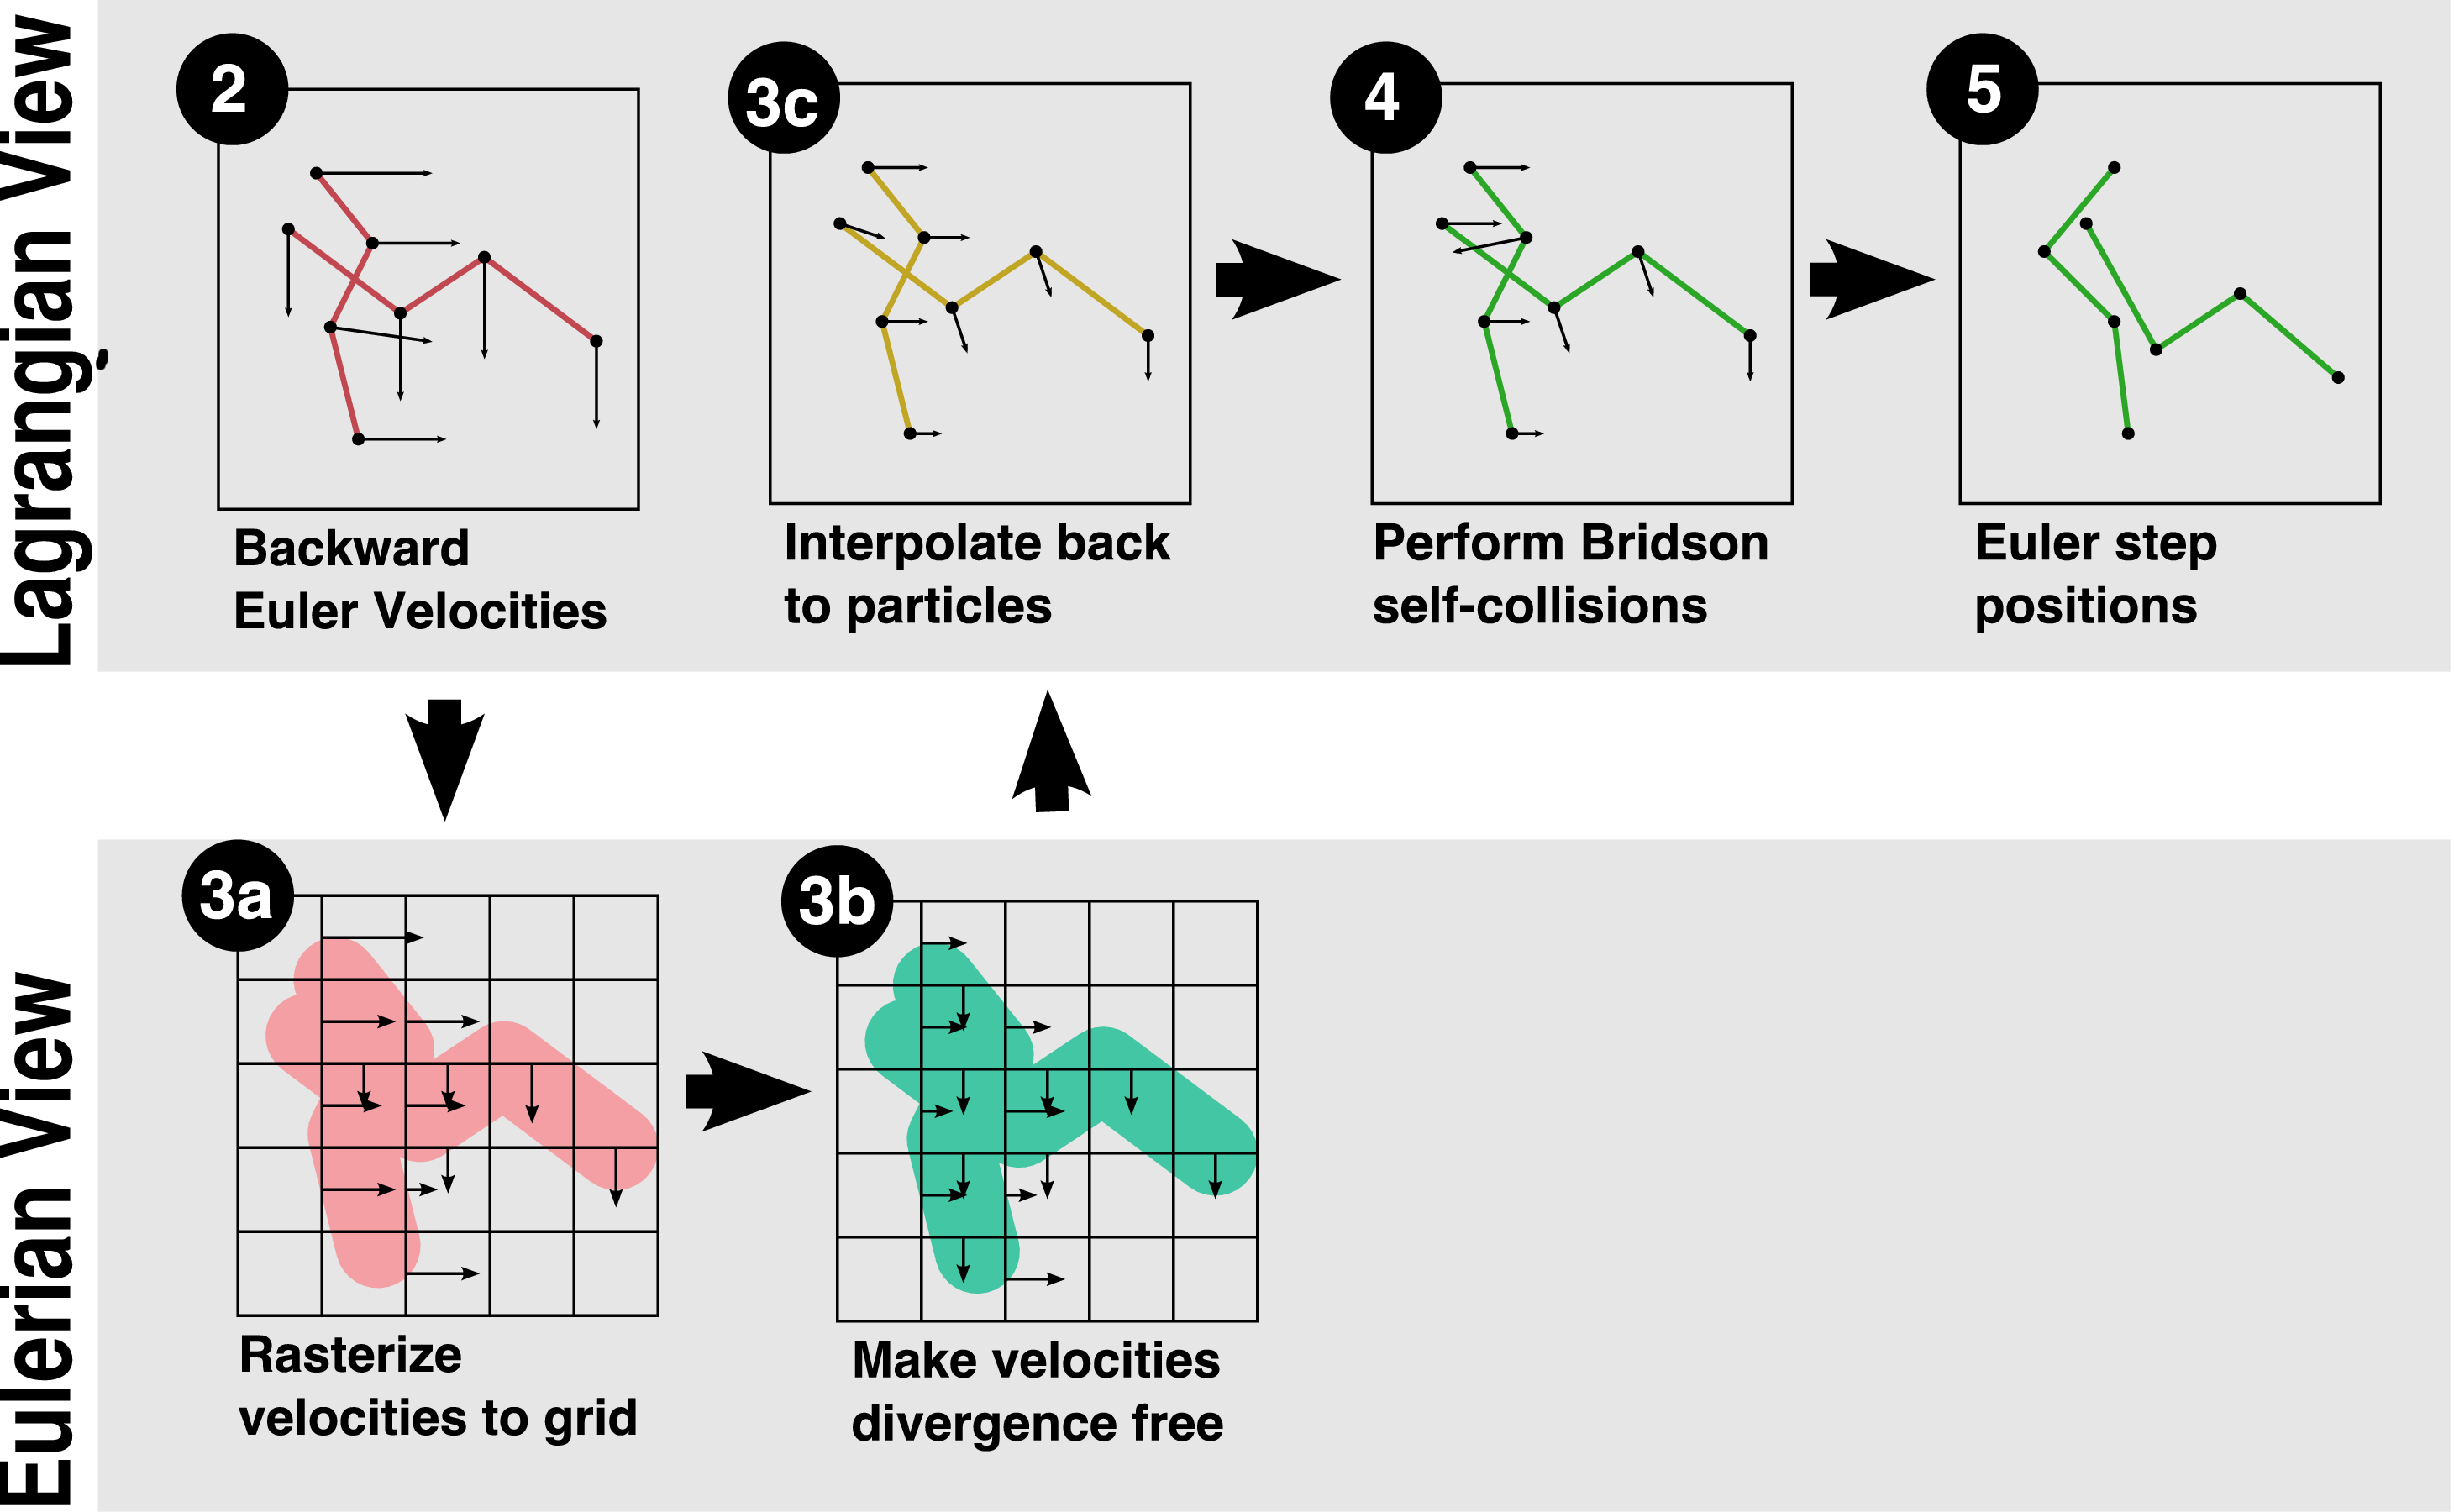 Lagrangian View
2
Backward
Euler Velocities
3c
Interpolate back
to particles
4
Perform Bridson
self-collisions
5
Euler step
positions
Eulerian View
3a
Rasterize
velocities to grid
3b
Make velocities
divergence free